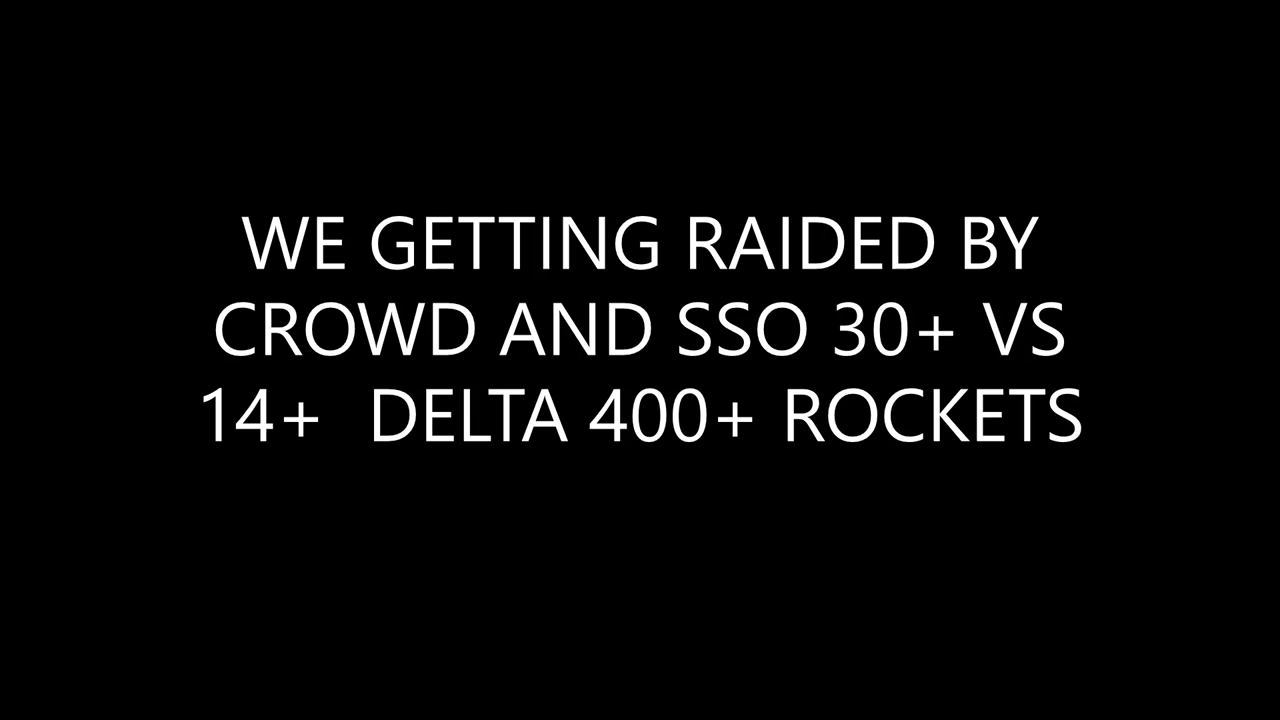 WE GETTING RAIDED BY
CROWD AND SSO 30+ VS
14+  DELTA 400+ ROCKETS